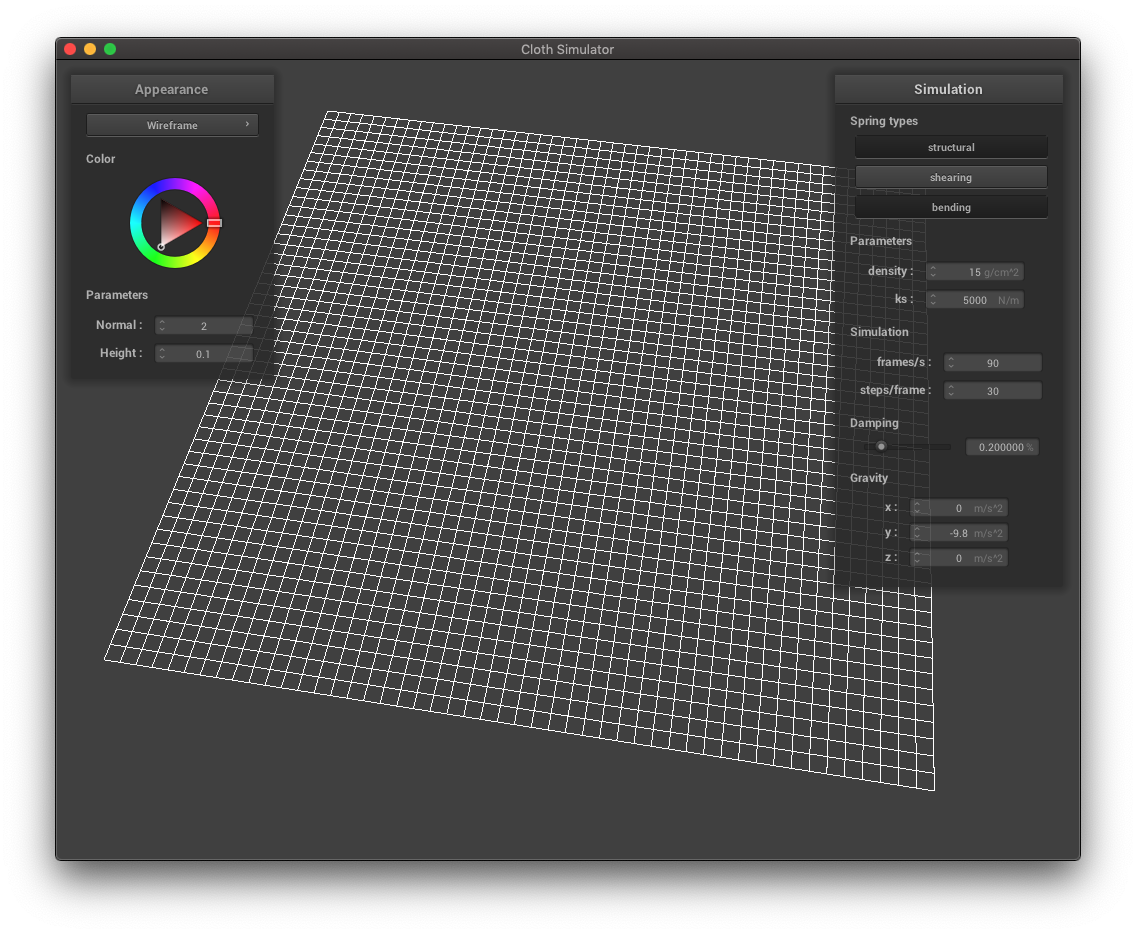 Cloth Simulator
Appearance
Wireframe ›
Color
Parameters
Normal : 2
Height : 0.1
Simulation
Spring types
structural
shearing
bending
Parameters
density : 15 g/cm^2
ks : 5000 N/m
Simulation
frames/s : 90
steps/frame : 30
Damping
0.200000 %
Gravity
x : 0 m/s^2
y : -9.8 m/s^2
z : 0 m/s^2